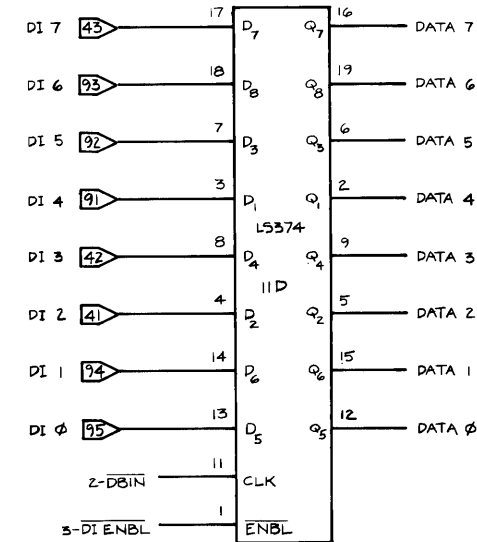 DI 7 43 17 D7 Q7 16 DATA 7
DI 6 93 18 D8 Q8 19 DATA 6
DI 5 92 7 D3 Q3 6 DATA 5
DI 4 91 3 D1 Q1 2 DATA 4
LS374
DI 3 42 8 D4 Q4 9 DATA 3
11D
DI 2 41 4 D2 Q2 5 DATA 2
DI 1 94 14 D6 Q6 15 DATA 1
DI Ø 95 13 D5 Q5 12 DATA Ø
2-D̅B̅I̅N̅ 11 CLK
3-D̅I̅ E̅N̅B̅L̅ 1 E̅N̅B̅L̅